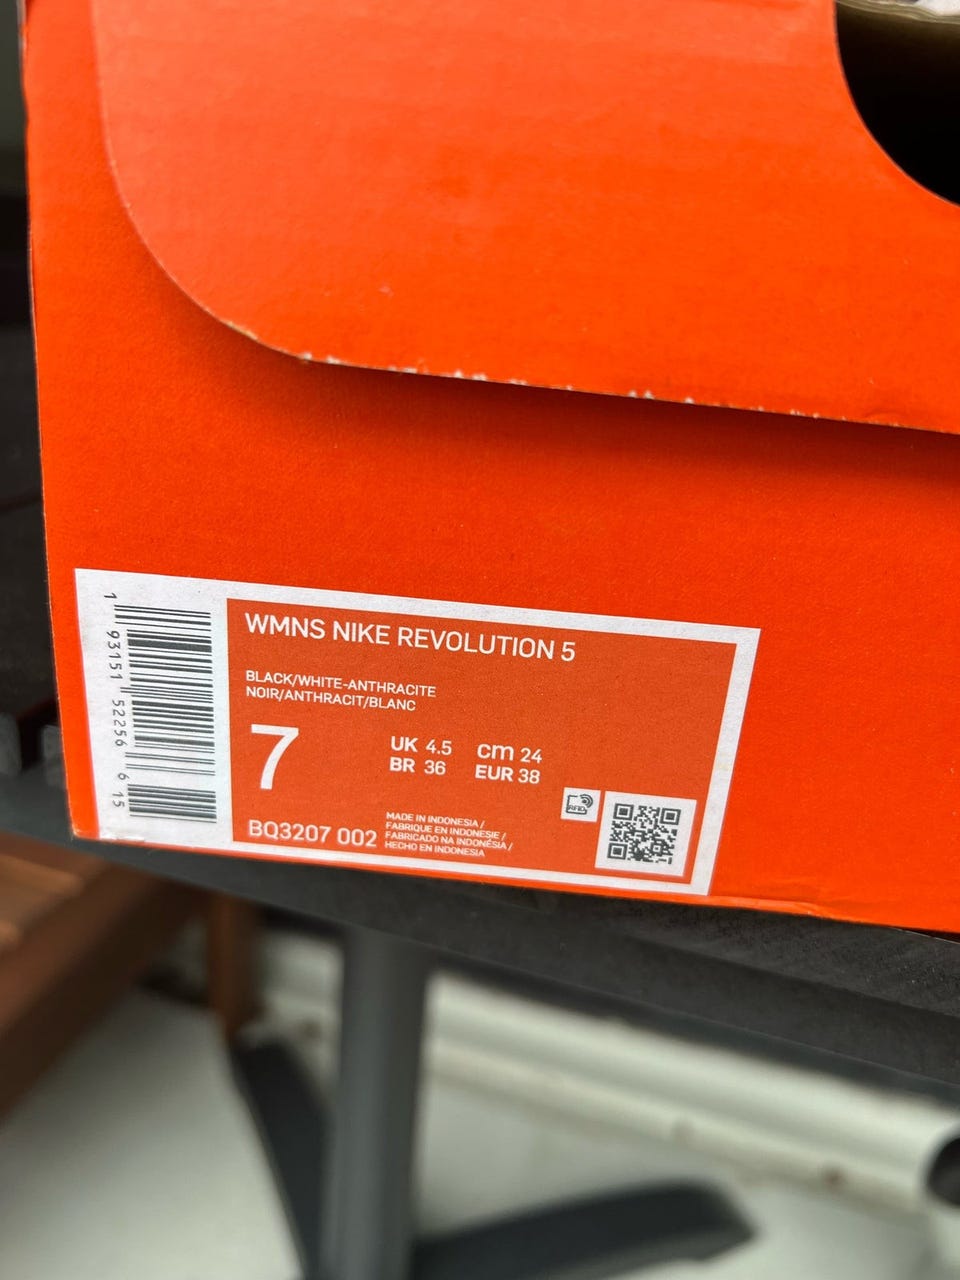 1 93151 52256 6 15
WMNS NIKE REVOLUTION 5
BLACK/WHITE-ANTHRACITE
NOIR/ANTHRACIT/BLANC
7
UK 4.5 cm 24
BR 36 EUR 38
BQ3207 002
MADE IN INDONESIA /
FABRIQUE EN INDONESIE /
FABRICADO NA INDONÉSIA /
HECHO EN INDONESIA
RFID